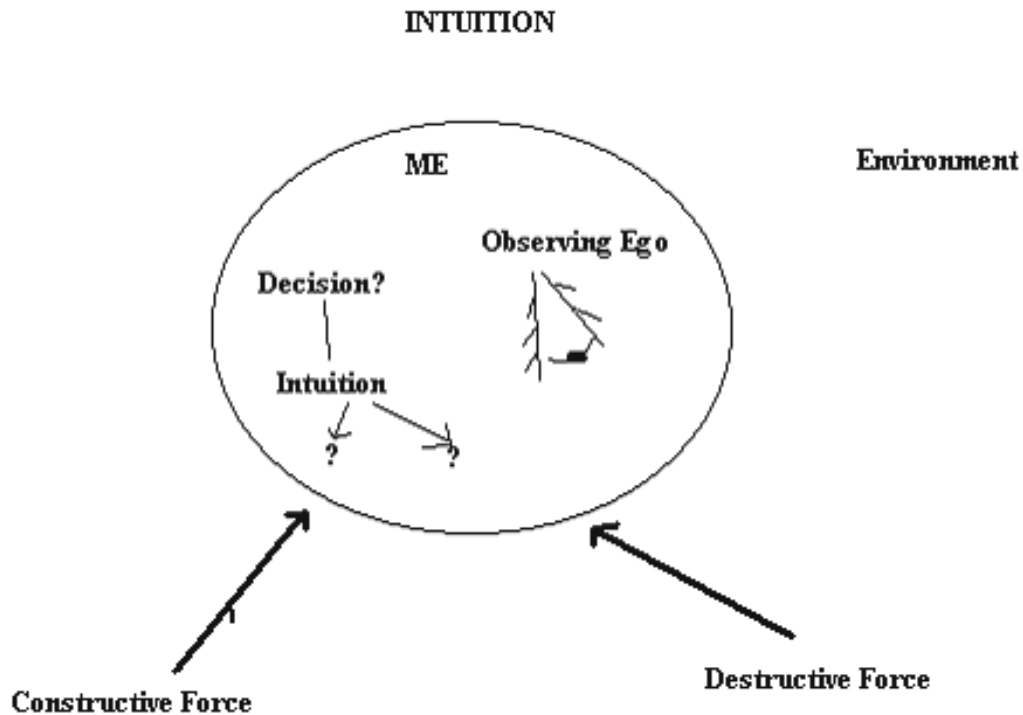 INTUITION
ME
Environment
Observing Ego
Decision?
Intuition
?
?
Destructive Force
Constructive Force